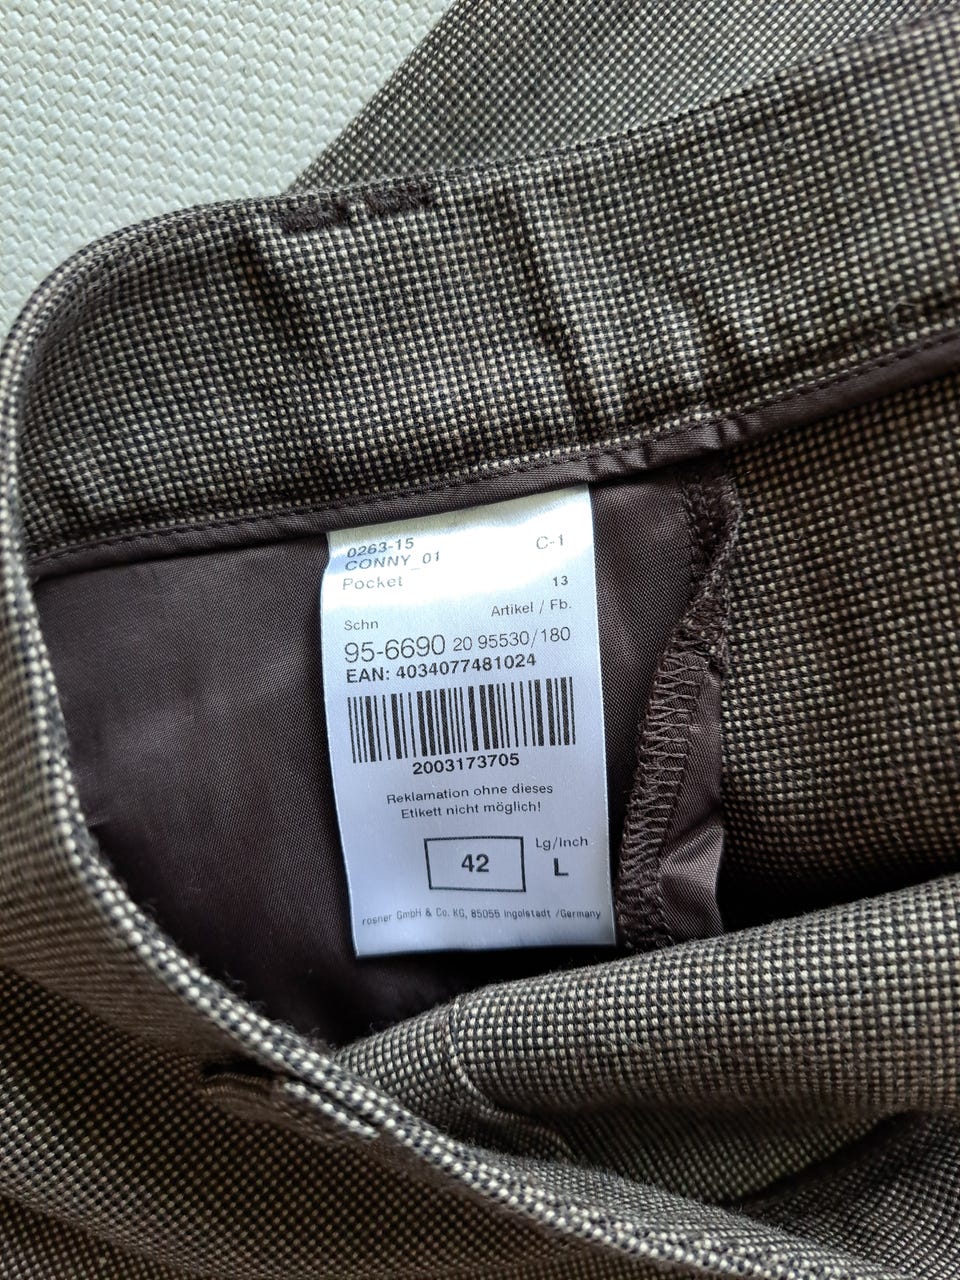 0263-15 C-1
CONNY_01
Pocket 13
Schn Artikel / Fb.
95-6690 20 95530/180
EAN: 4034077481024
2003173705
Reklamation ohne dieses
Etikett nicht möglich!
Lg/Inch
42 L
rosner GmbH & Co. KG, 85055 Ingolstadt /Germany